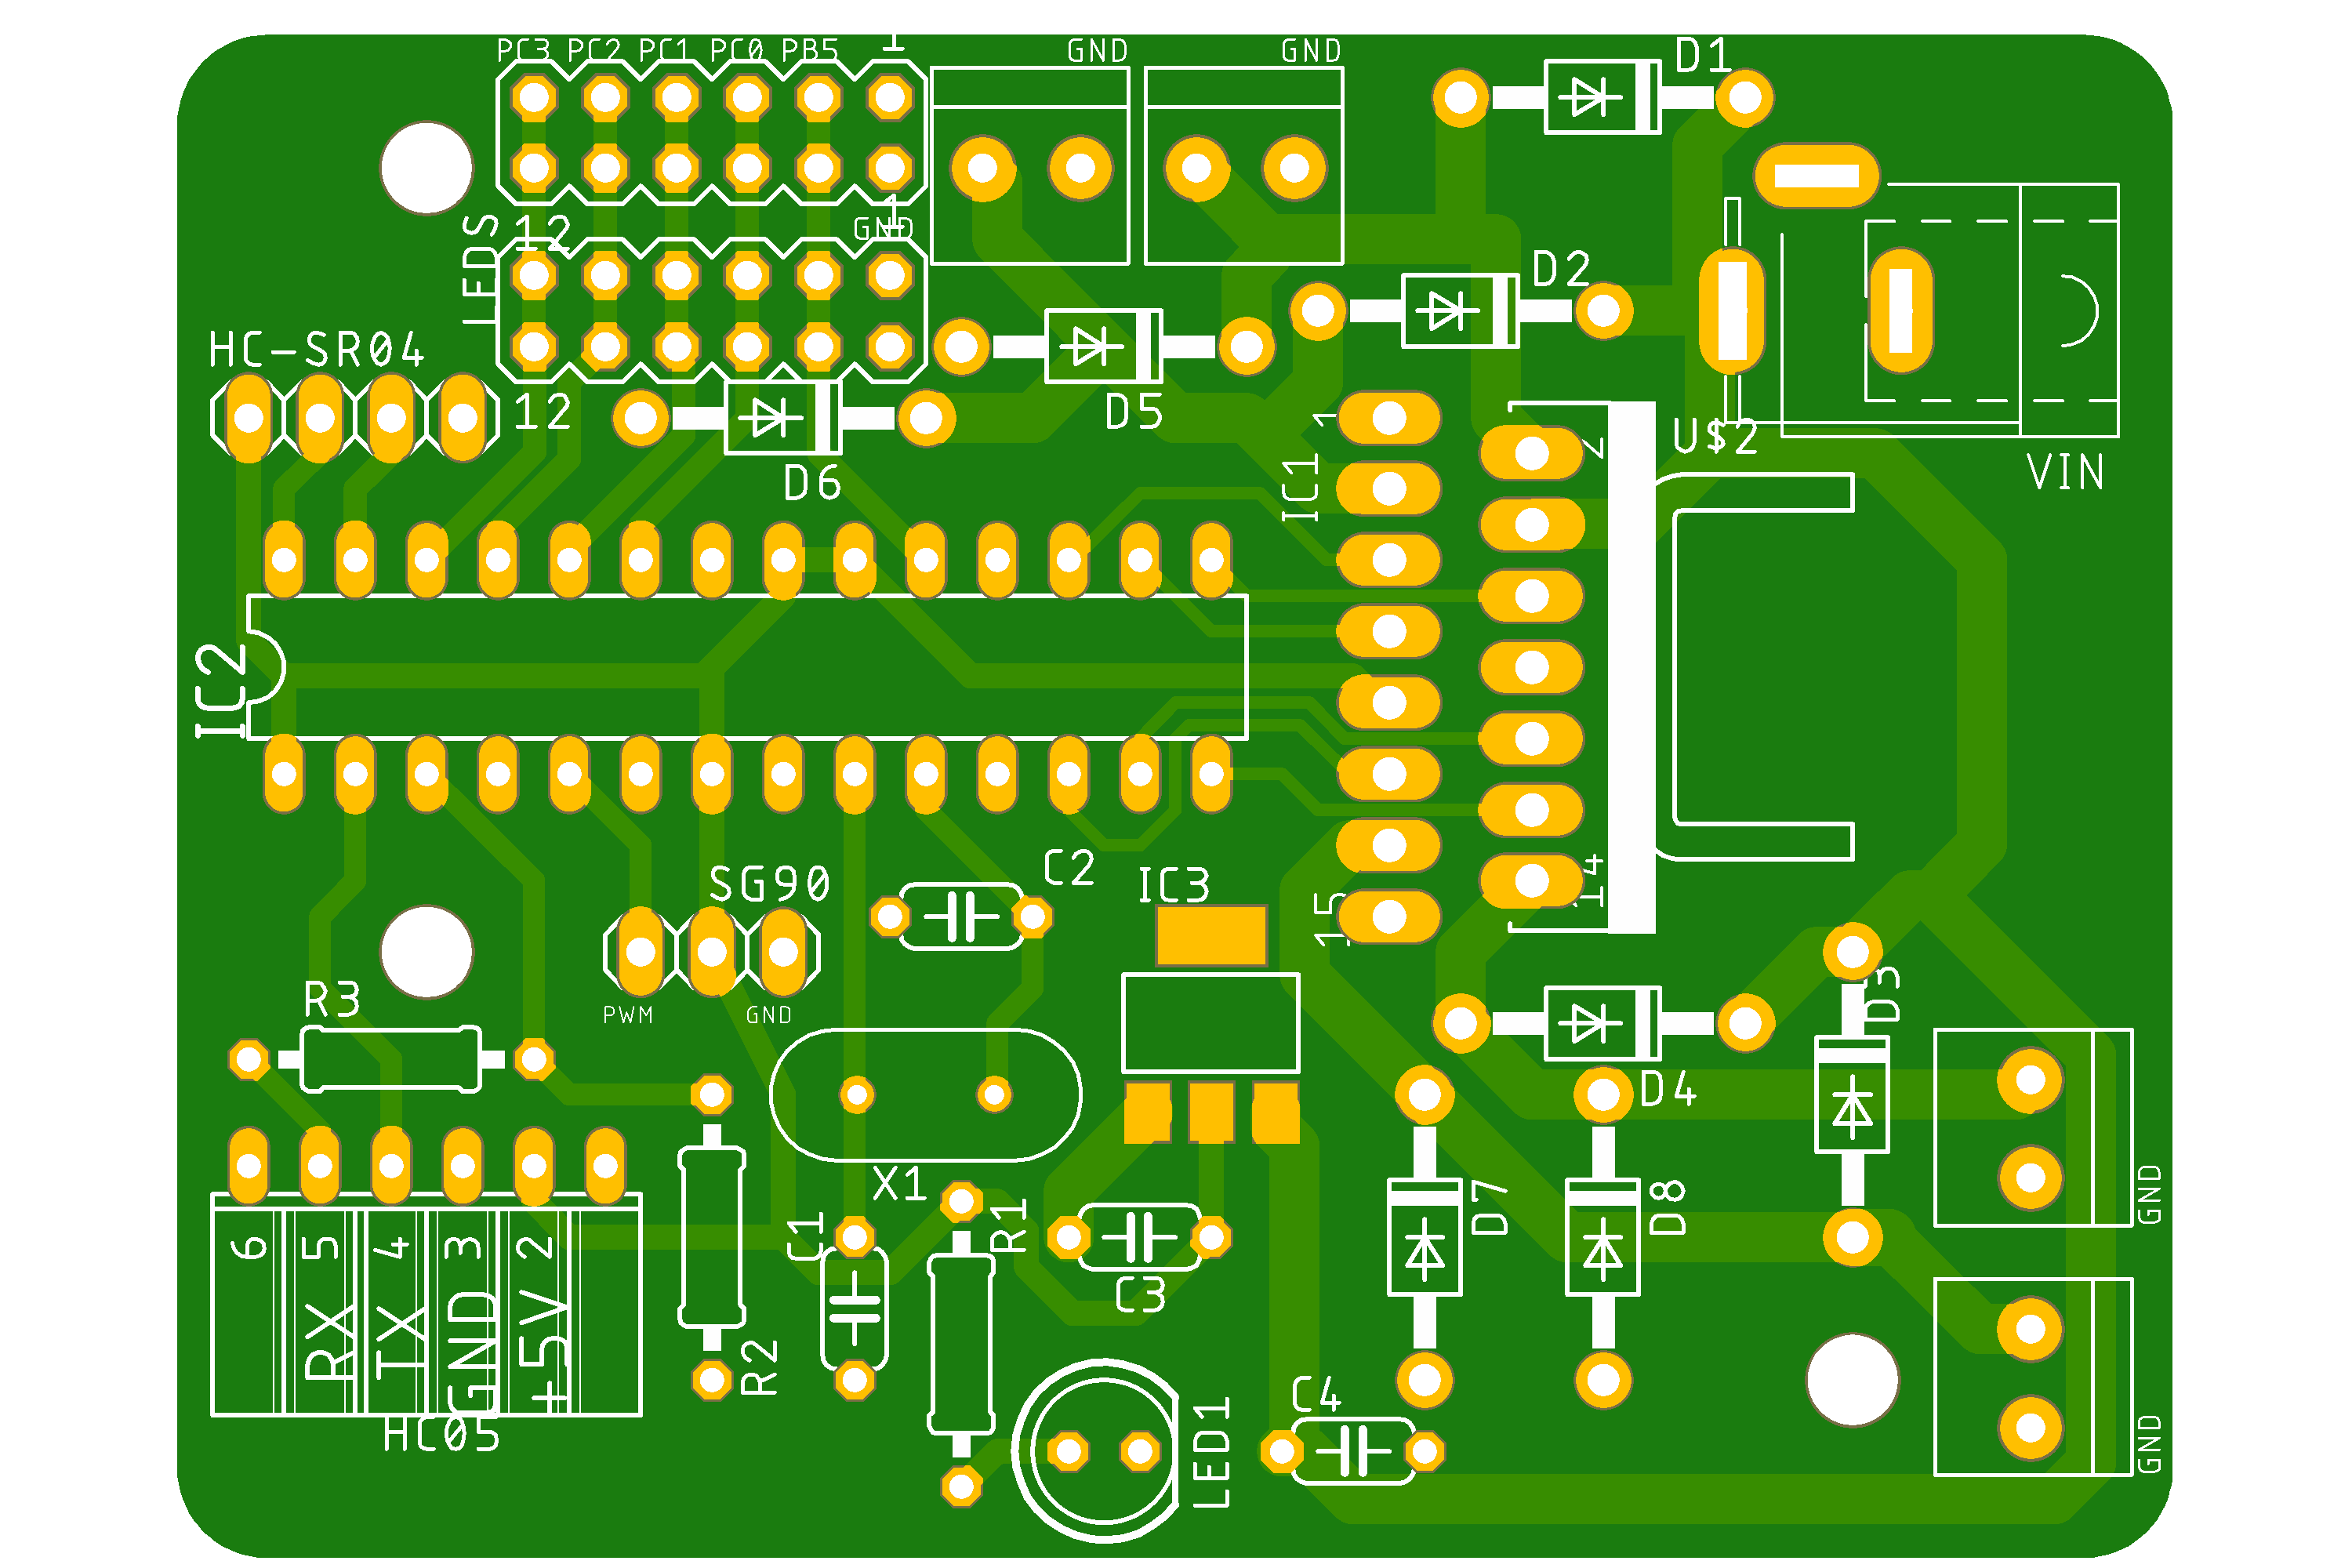 PC3 PC2 PC1 PC0 PB5 1
GND
GND
D1
LEDS
12
GND
1
D2
HC-SR04
12
D5
D6
IC1
1
2
U$2
VIN
IC2
C2
IC3
SG90
14
15
PWM
GND
R3
D3
D4
X1
C1
R1
C3
D7
D8
GND
6
5
4
3
2
RX
TX
GND
+5V
HC05
R2
LED1
C4
GND